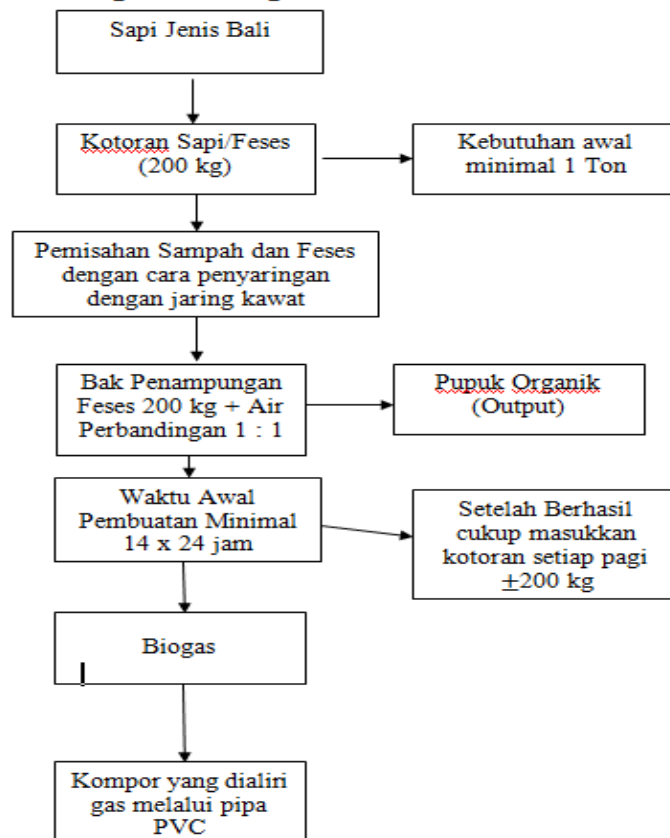 Sapi Jenis Bali
Kotoran Sapi/Feses
(200 kg)
Kebutuhan awal
minimal 1 Ton
Pemisahan Sampah dan Feses
dengan cara penyaringan
dengan jaring kawat
Bak Penampungan
Feses 200 kg + Air
Perbandingan 1 : 1
Pupuk Organik
(Output)
Waktu Awal
Pembuatan Minimal
14 x 24 jam
Setelah Berhasil
cukup masukkan
kotoran setiap pagi
±200 kg
Biogas
Kompor yang dialiri
gas melalui pipa
PVC